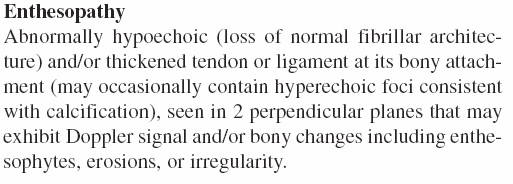 Enthesopathy
Abnormally hypoechoic (loss of normal fibrillar architec-
ture) and/or thickened tendon or ligament at its bony attach-
ment (may occasionally contain hyperechoic foci consistent
with calcification), seen in 2 perpendicular planes that may
exhibit Doppler signal and/or bony changes including enthe-
sophytes, erosions, or irregularity.